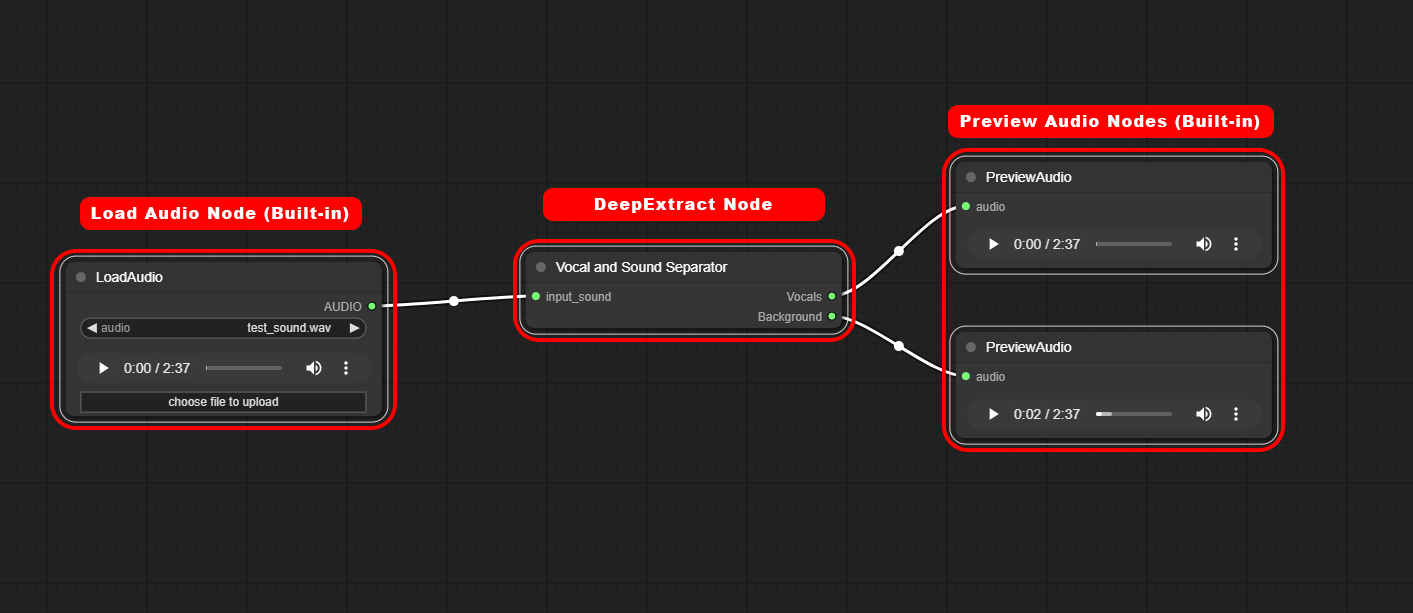 Load Audio Node (Built-in)
LoadAudio
AUDIO
audio test_sound.wav
0:00 / 2:37
choose file to upload
DeepExtract Node
Vocal and Sound Separator
input_sound Vocals
Background
Preview Audio Nodes (Built-in)
PreviewAudio
audio
0:00 / 2:37
PreviewAudio
audio
0:02 / 2:37